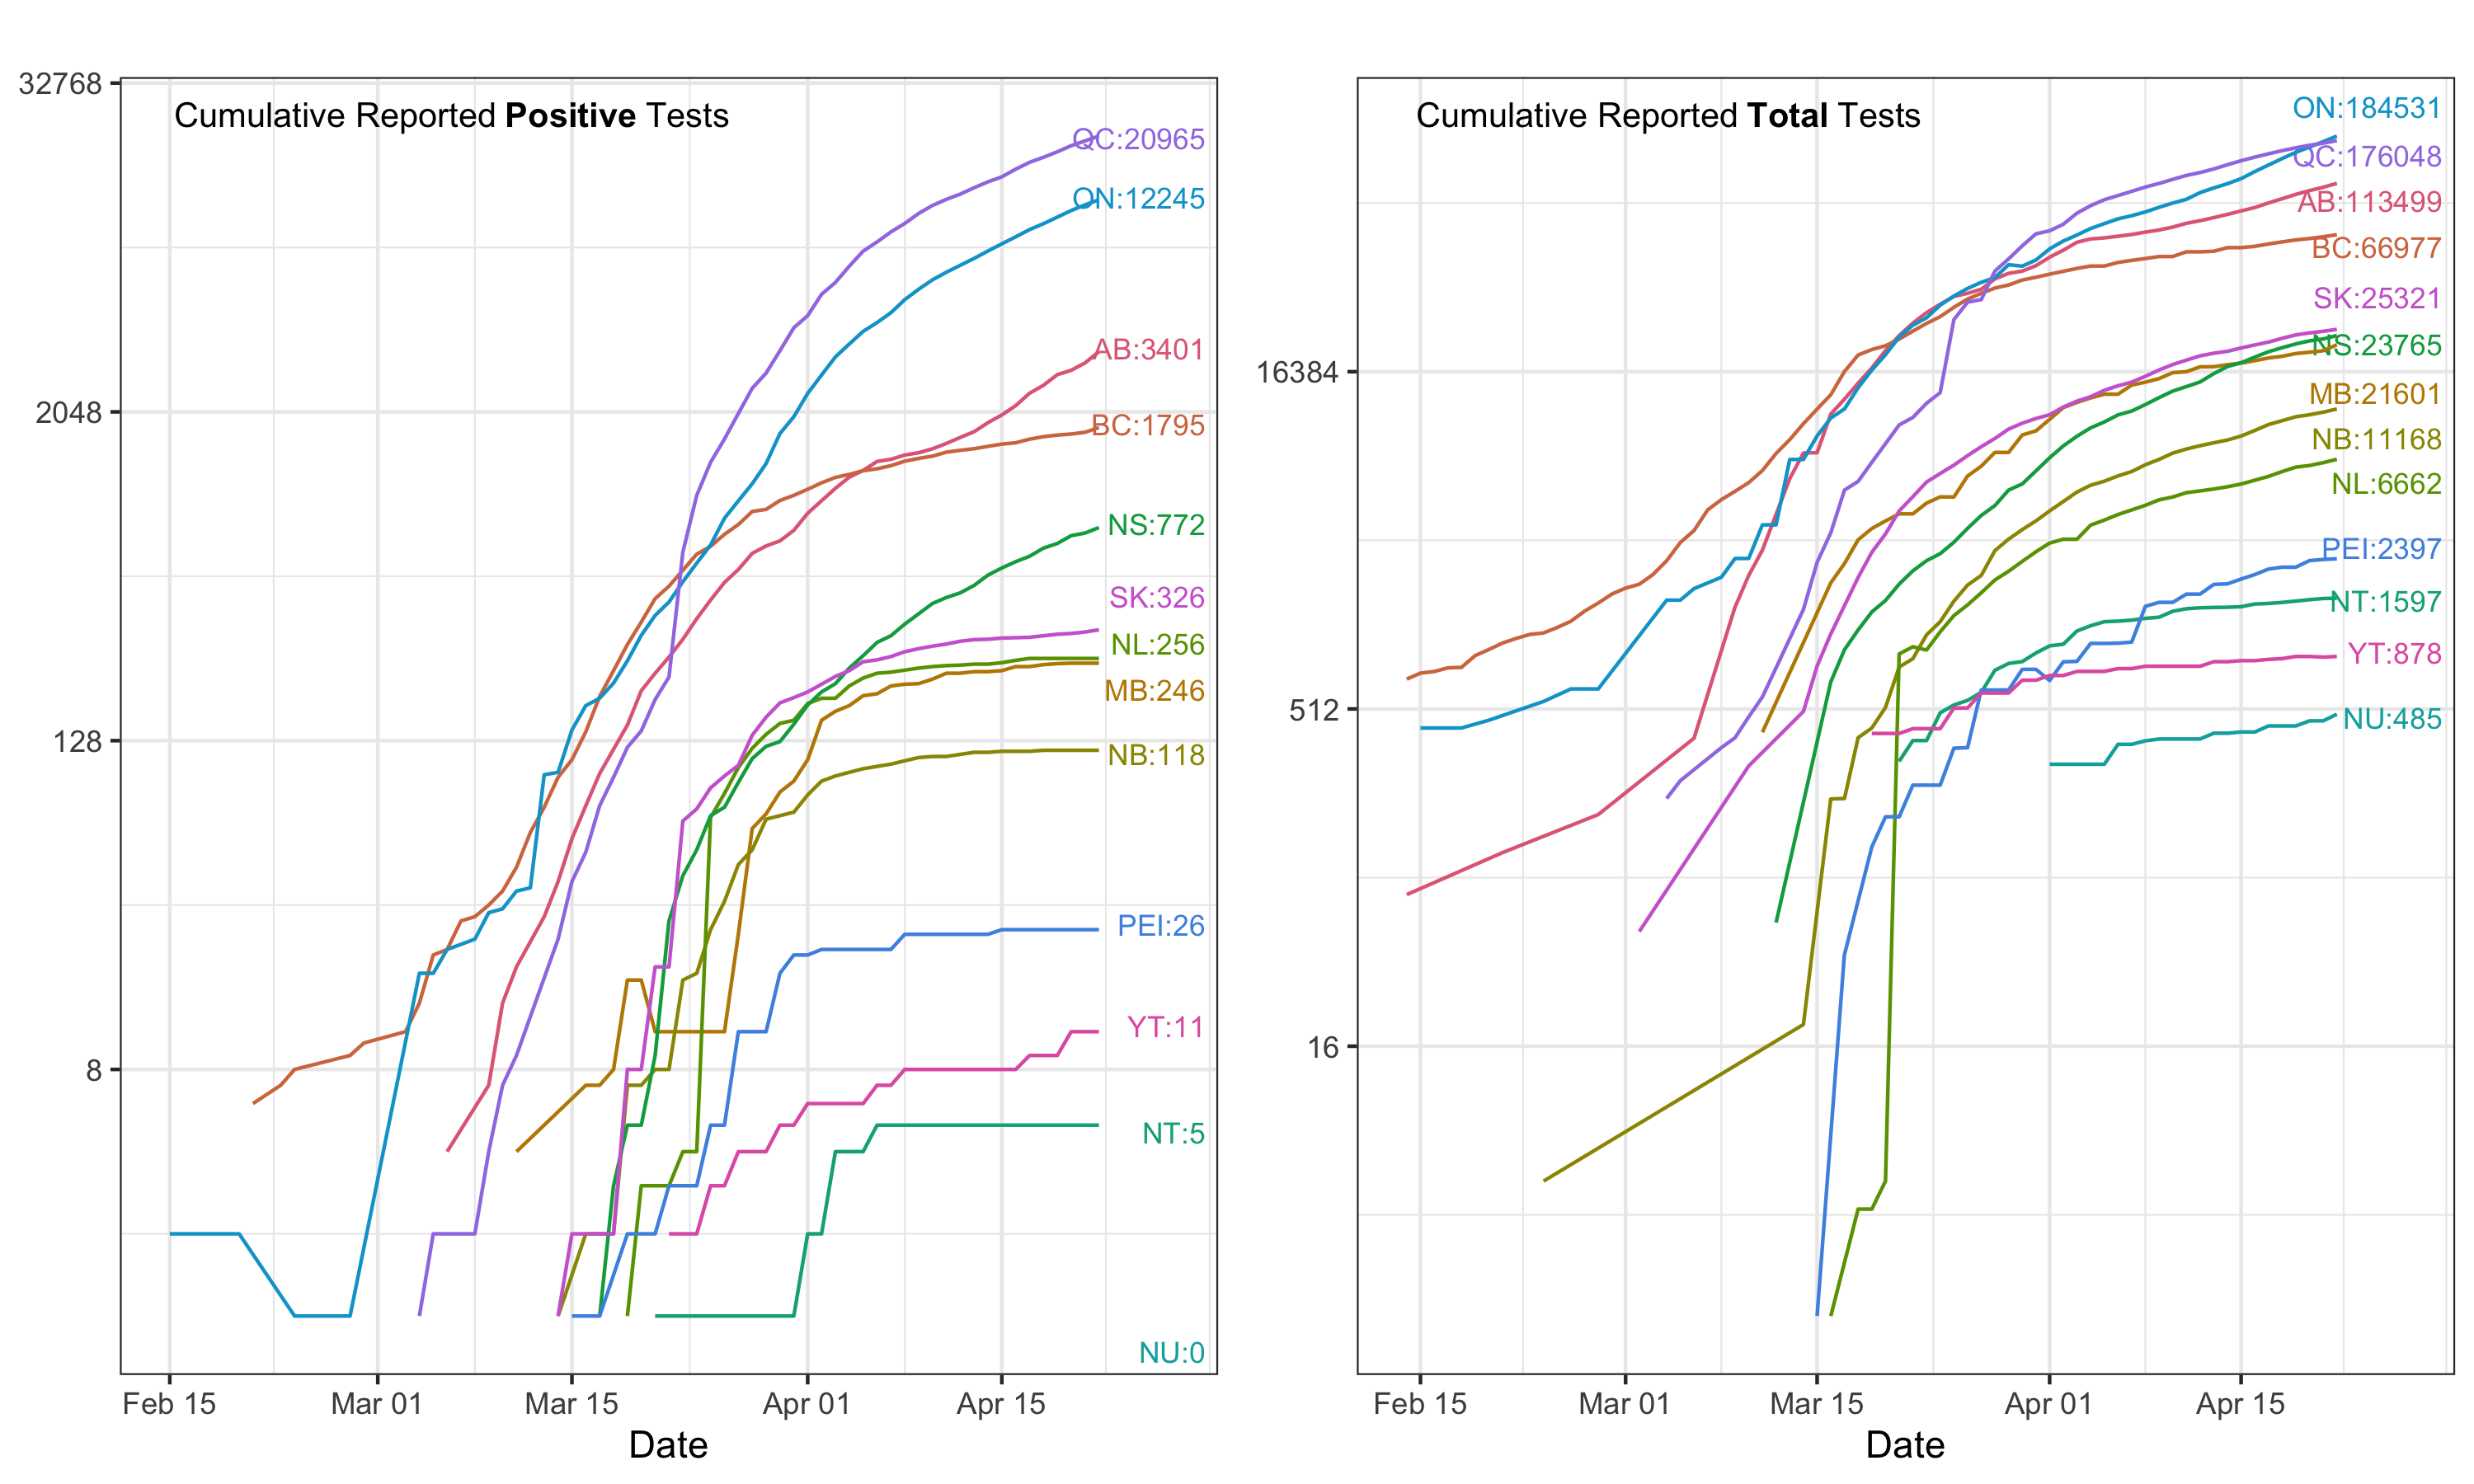 Cumulative Reported Positive Tests
32768
2048
128
8
QC:20965
ON:12245
AB:3401
BC:1795
NS:772
SK:326
NL:256
MB:246
NB:118
PEI:26
YT:11
NT:5
NU:0
Feb 15
Mar 01
Mar 15
Apr 01
Apr 15
Date
Cumulative Reported Total Tests
16384
512
16
ON:184531
QC:176048
AB:113499
BC:66977
SK:25321
NS:23765
MB:21601
NB:11168
NL:6662
PEI:2397
NT:1597
YT:878
NU:485
Feb 15
Mar 01
Mar 15
Apr 01
Apr 15
Date